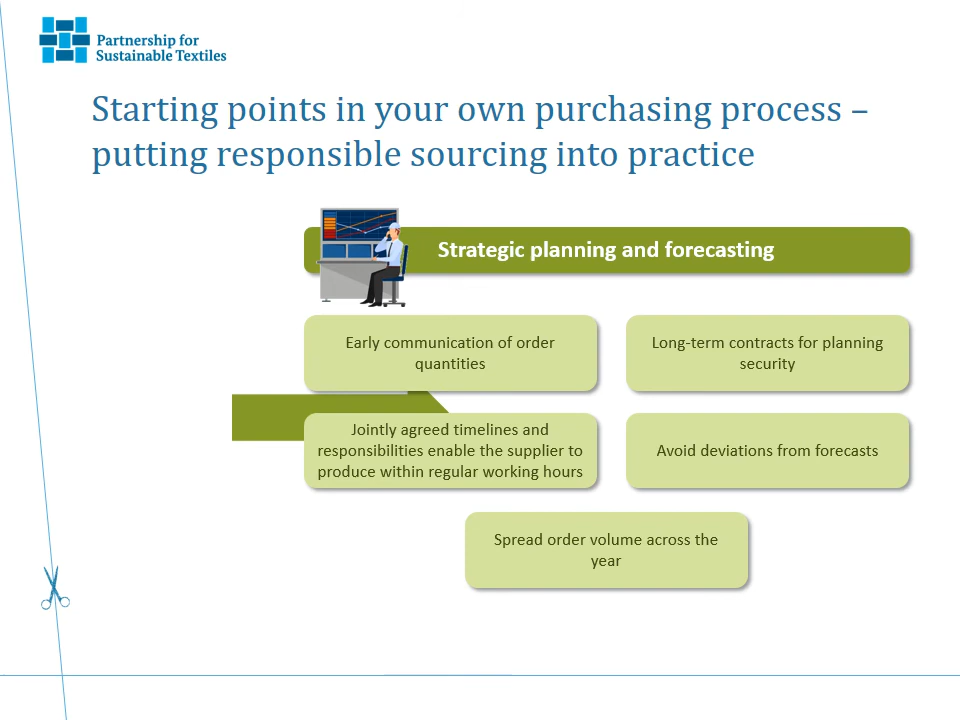 Partnership for
Sustainable Textiles
Starting points in your own purchasing process –
putting responsible sourcing into practice
Strategic planning and forecasting
Early communication of order
quantities
Long-term contracts for planning
security
Jointly agreed timelines and
responsibilities enable the supplier to
produce within regular working hours
Avoid deviations from forecasts
Spread order volume across the
year